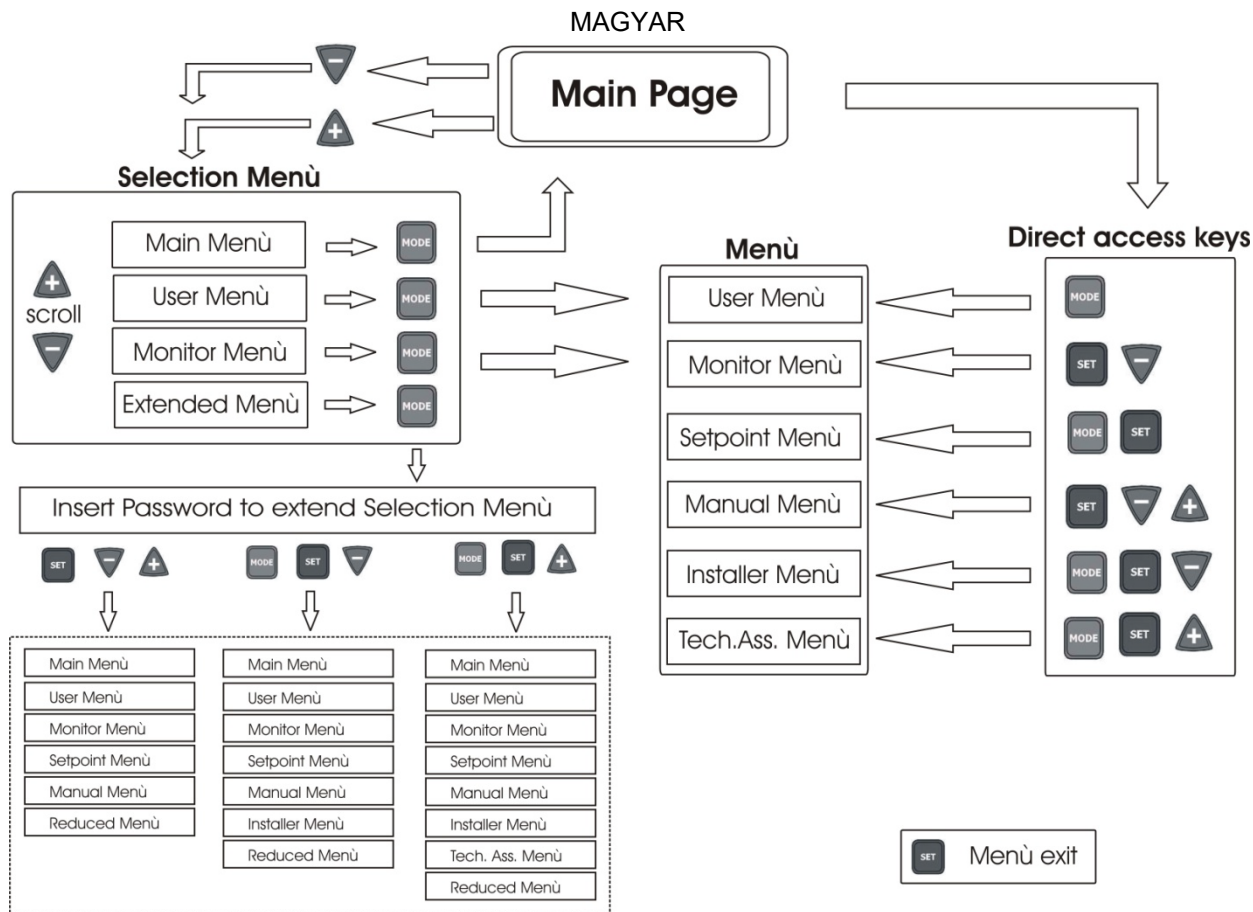 MAGYAR
−
Main Page
+
Selection Menù
Main Menù
MODE
+
scroll
−
User Menù
MODE
Monitor Menù
MODE
Extended Menù
MODE
Insert Password to extend Selection Menù
SET − +
MODE SET −
MODE SET +
Main Menù
User Menù
Monitor Menù
Setpoint Menù
Manual Menù
Reduced Menù
Main Menù
User Menù
Monitor Menù
Setpoint Menù
Manual Menù
Installer Menù
Reduced Menù
Main Menù
User Menù
Monitor Menù
Setpoint Menù
Manual Menù
Installer Menù
Tech. Ass. Menù
Reduced Menù
Menù
User Menù
Monitor Menù
Setpoint Menù
Manual Menù
Installer Menù
Tech.Ass. Menù
Direct access keys
MODE
SET −
MODE SET
SET − +
MODE SET −
MODE SET +
SET Menù exit